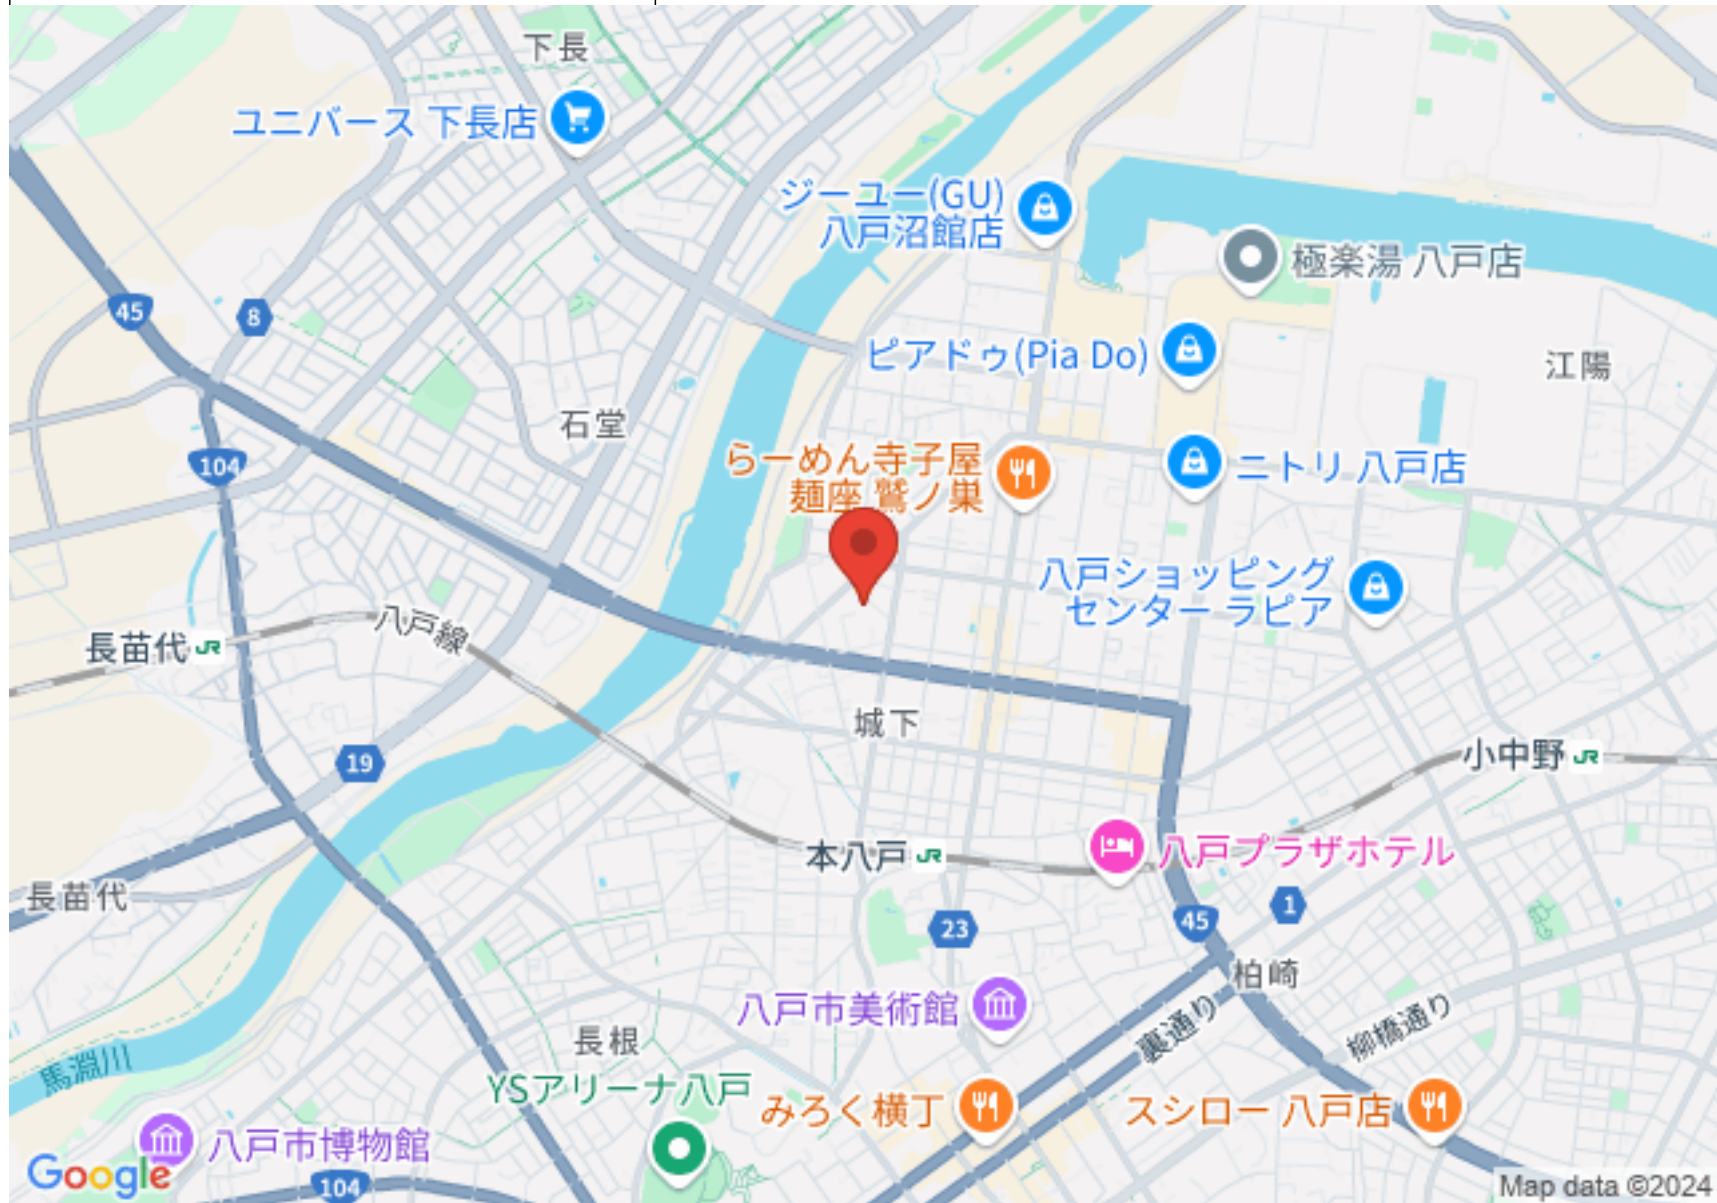 下長
ユニバース 下長店
ジーユー(GU)
八戸沼館店
極楽湯 八戸店
45
8
ピアドゥ(Pia Do)
江陽
石堂
104
らーめん寺子屋
麺座 鷲ノ巣
ニトリ 八戸店
八戸ショッピング
センター ラピア
長苗代 JR
八戸線
城下
19
小中野 JR
本八戸 JR
八戸プラザホテル
長苗代
23
45
1
柏崎
八戸市美術館
裏通り
柳橋通り
長根
馬淵川
YSアリーナ八戸
みろく横丁
スシロー 八戸店
八戸市博物館
Google
104
Map data ©2024